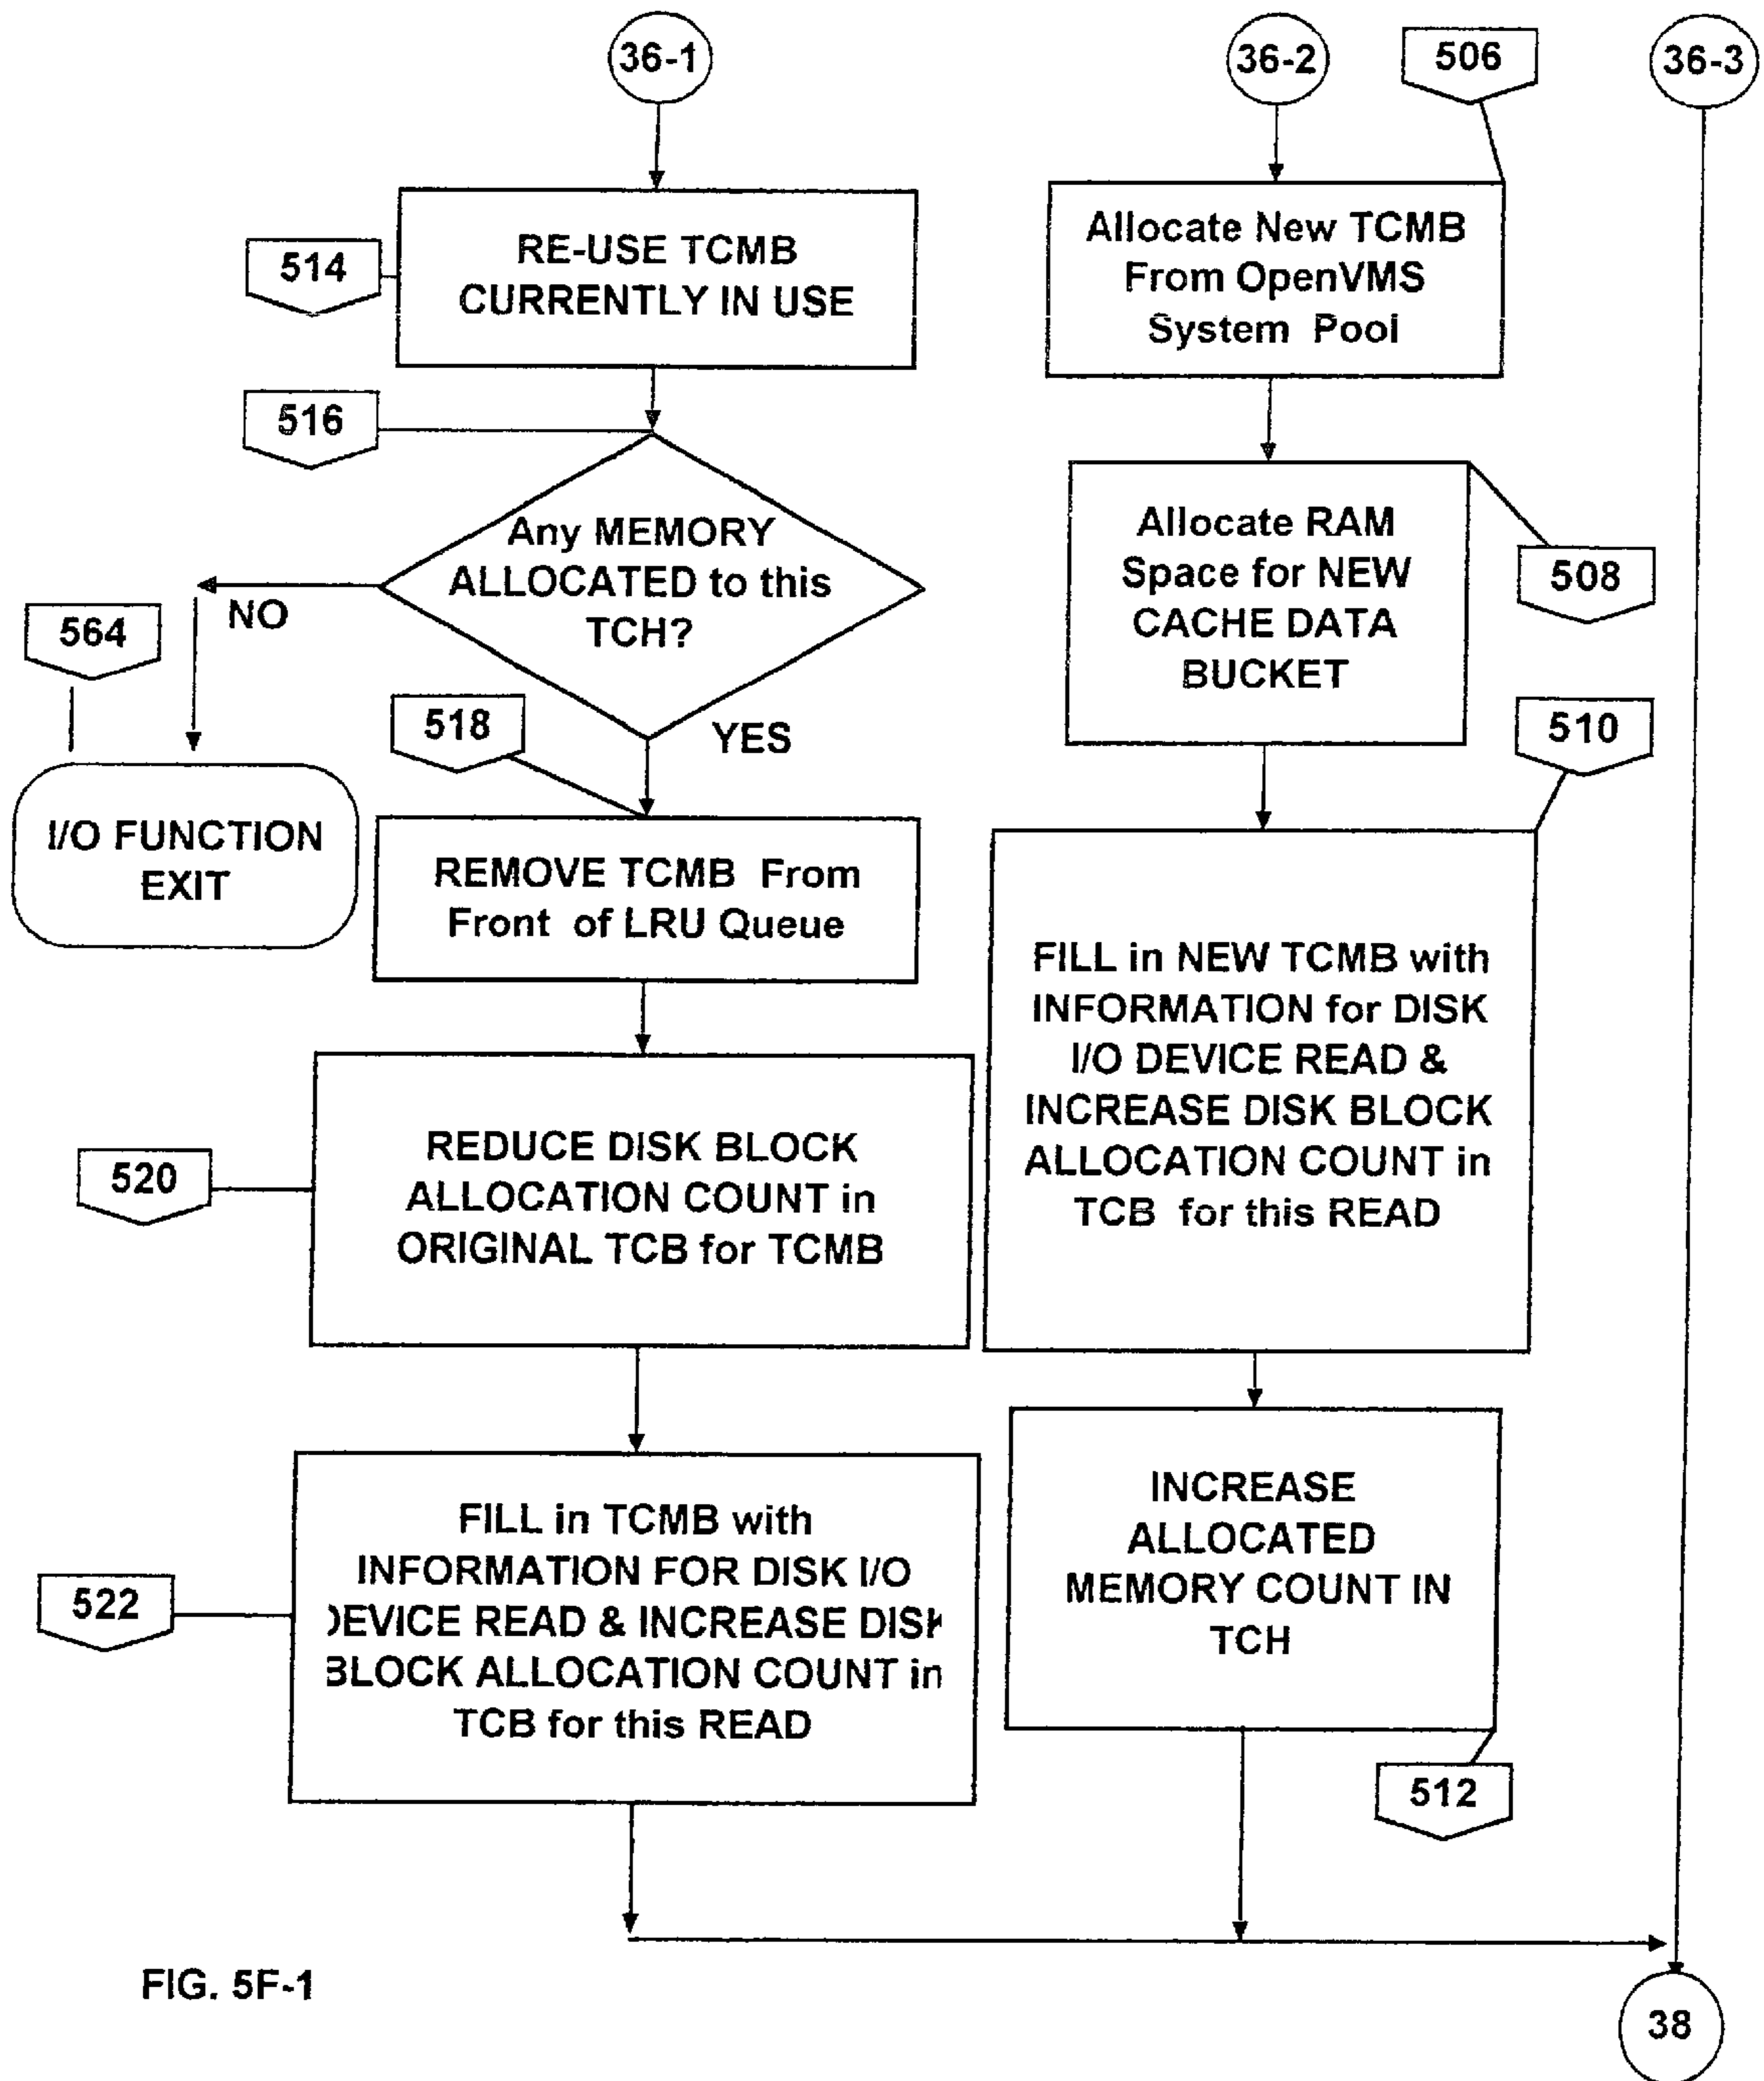 36-1
36-2
506
36-3
514
RE-USE TCMB
CURRENTLY IN USE
Allocate New TCMB
From OpenVMS
System Pool
516
Any MEMORY
ALLOCATED to this
TCH?
NO
YES
564
I/O FUNCTION
EXIT
Allocate RAM
Space for NEW
CACHE DATA
BUCKET
508
518
REMOVE TCMB From
Front of LRU Queue
510
FILL in NEW TCMB with
INFORMATION for DISK
I/O DEVICE READ &
INCREASE DISK BLOCK
ALLOCATION COUNT in
TCB for this READ
520
REDUCE DISK BLOCK
ALLOCATION COUNT in
ORIGINAL TCB for TCMB
522
FILL in TCMB with
INFORMATION FOR DISK I/O
DEVICE READ & INCREASE DISK
BLOCK ALLOCATION COUNT in
TCB for this READ
INCREASE
ALLOCATED
MEMORY COUNT IN
TCH
512
FIG. 5F-1
38